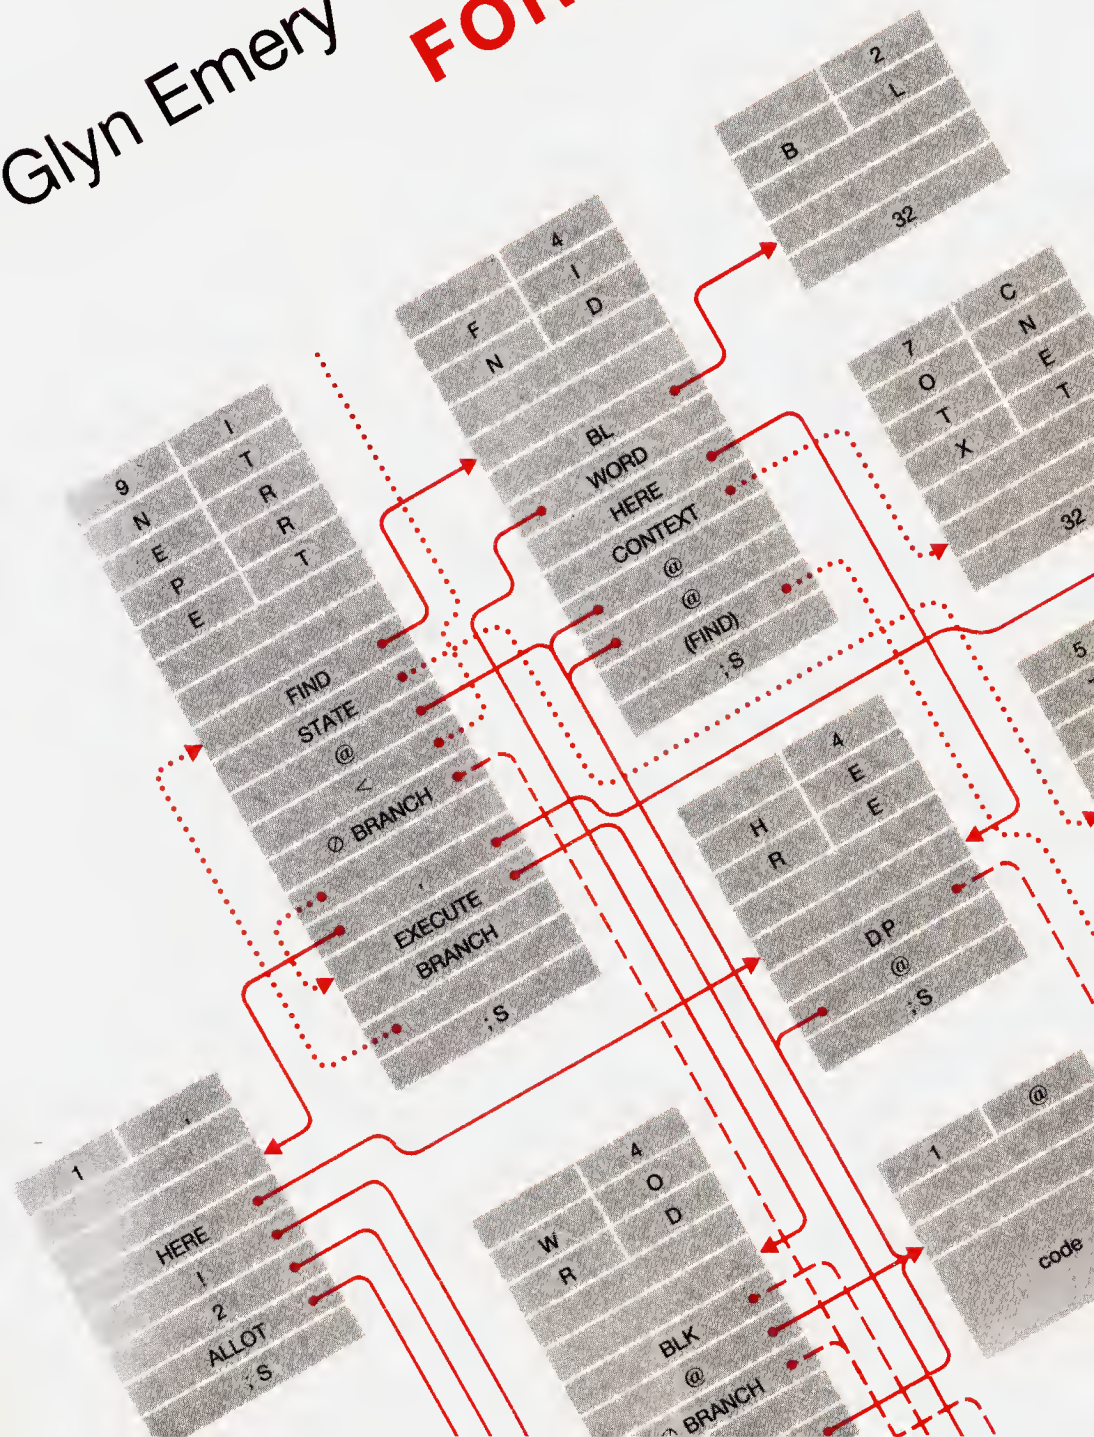 Glyn Emery
FOR
2
L
B
32
4
F I
N D
BL
WORD
HERE
CONTEXT
@
@
(FIND)
;S
7 C
O N
T E
X T
32
9 I
N T
E R
P R
E T
FIND
STATE
@
<
Ø BRANCH
,
EXECUTE
BRANCH
;S
5
4
H E
R E
DP
@
;S
1 ,
HERE
!
2
ALLOT
;S
4
W O
R D
BLK
@
BRANCH
1 @
code